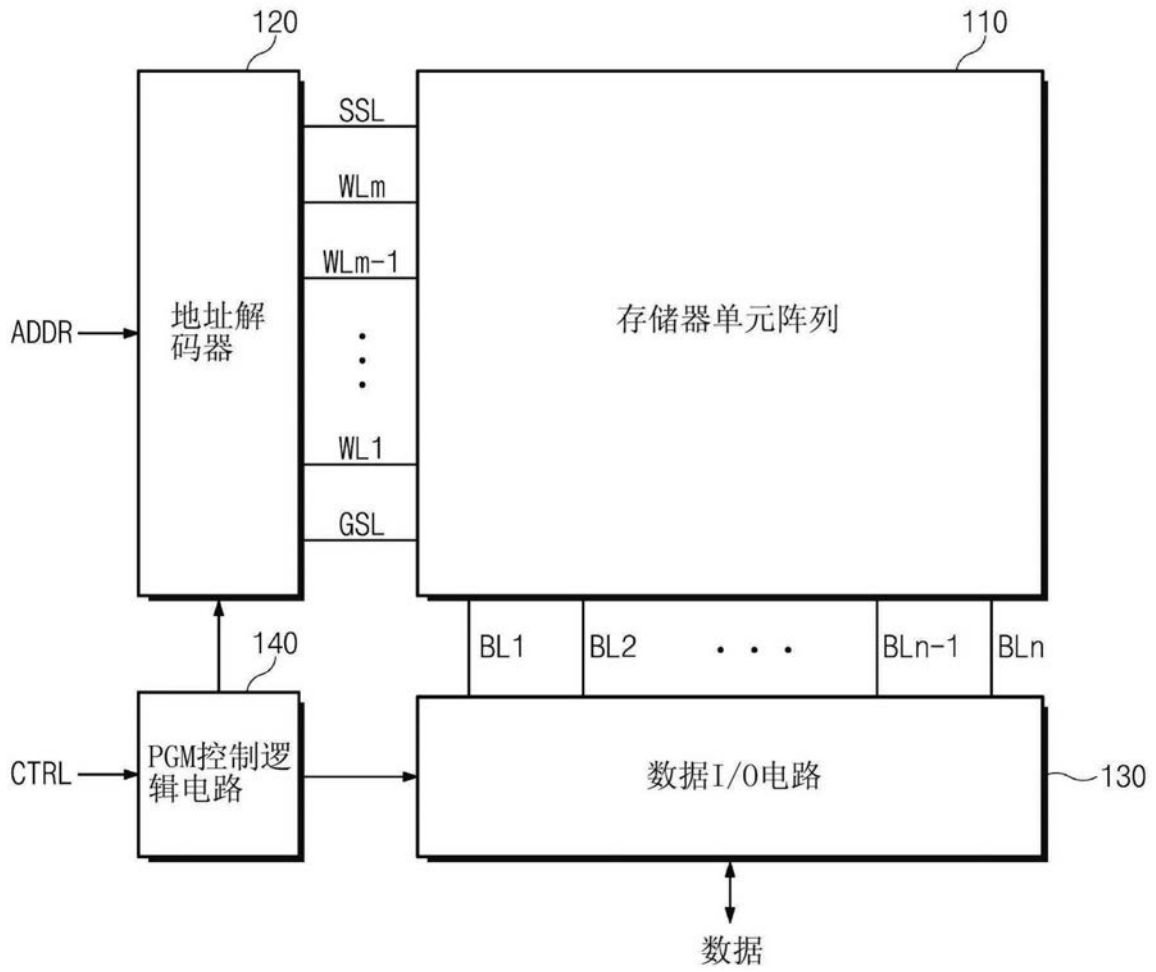 120
110
SSL
WLm
WLm-1
地址解
码器
存储器单元阵列
ADDR
WL1
GSL
BL1
BL2
BLn-1
BLn
140
PGM控制逻
辑电路
CTRL
数据I/O电路
130
数据